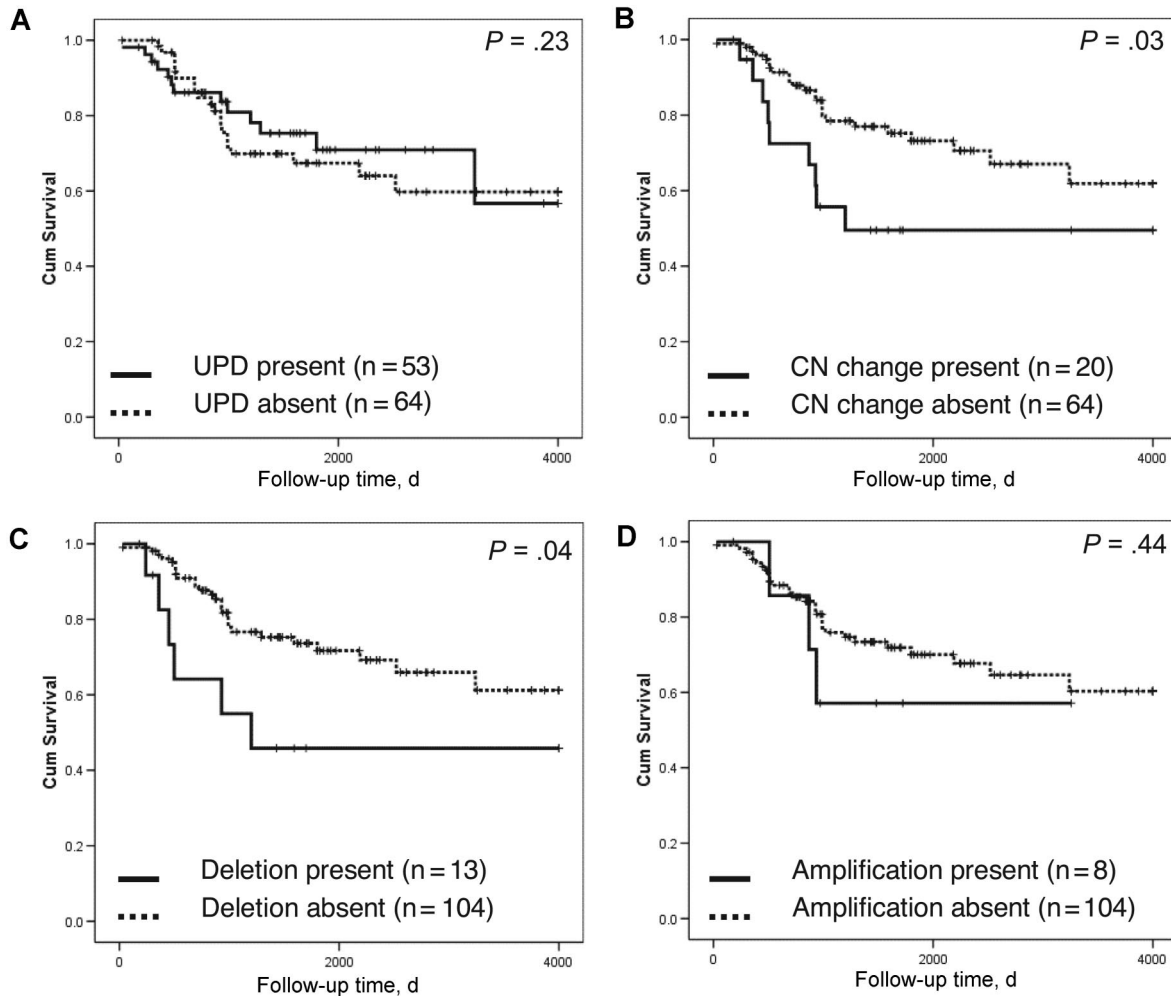 A
P = .23
Cum Survival
1.0
0.8
0.6
0.4
0.2
0.0
UPD present (n = 53)
UPD absent (n = 64)
0 2000 4000
Follow-up time, d
B
P = .03
Cum Survival
1.0
0.8
0.6
0.4
0.2
0.0
CN change present (n = 20)
CN change absent (n = 64)
0 2000 4000
Follow-up time, d
C
P = .04
Cum Survival
1.0
0.8
0.6
0.4
0.2
0.0
Deletion present (n = 13)
Deletion absent (n = 104)
0 2000 4000
Follow-up time, d
D
P = .44
Cum Survival
1.0
0.8
0.6
0.4
0.2
0.0
Amplification present (n = 8)
Amplification absent (n = 104)
0 2000 4000
Follow-up time, d